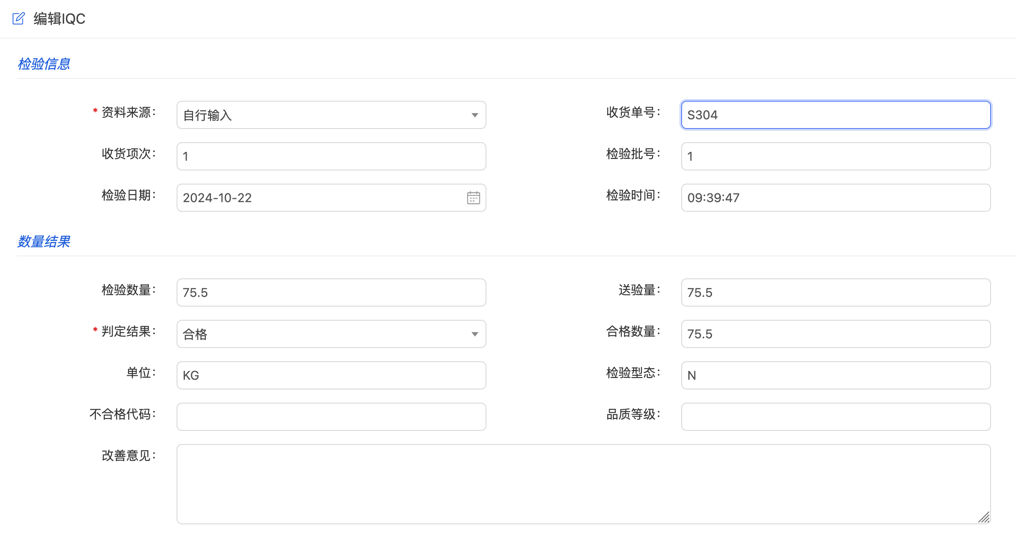 编辑IQC
检验信息
* 资料来源： 自行输入 收货单号： S304
收货项次： 1 检验批号： 1
检验日期： 2024-10-22 检验时间： 09:39:47
数量结果
检验数量： 75.5 送验量： 75.5
* 判定结果： 合格 合格数量： 75.5
单位： KG 检验型态： N
不合格代码： 品质等级：
改善意见：